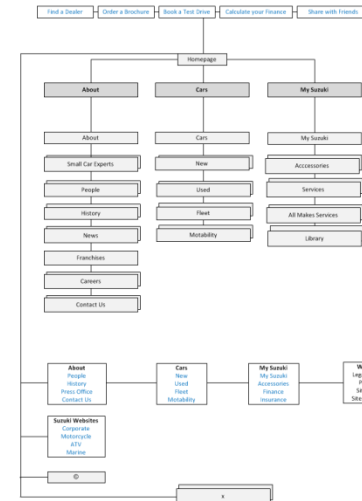 Find a Dealer
Order a Brochure
Book a Test Drive
Calculate your Finance
Share with Friends
Homepage
About
Cars
My Suzuki
About
Cars
My Suzuki
Small Car Experts
New
Acccessories
People
Used
Services
History
Fleet
All Makes Services
News
Motability
Library
Franchises
Careers
Contact Us
About
People
History
Press Office
Contact Us
Cars
New
Used
Fleet
Motability
My Suzuki
My Suzuki
Accessories
Finance
Insurance
Suzuki Websites
Corporate
Motorcycle
ATV
Marine
©
x